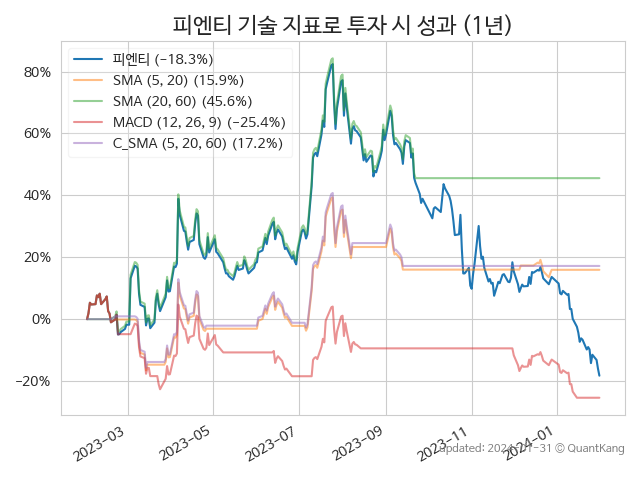 피엔티 기술 지표로 투자 시 성과 (1년)
피엔티 (−18.3%)
SMA (5, 20) (15.9%)
SMA (20, 60) (45.6%)
MACD (12, 26, 9) (−25.4%)
C_SMA (5, 20, 60) (17.2%)
80%
60%
40%
20%
0%
−20%
2023−03
2023−05
2023−07
2023−09
2023−11
2024−01
updated: 2024-01-31 © QuantKang